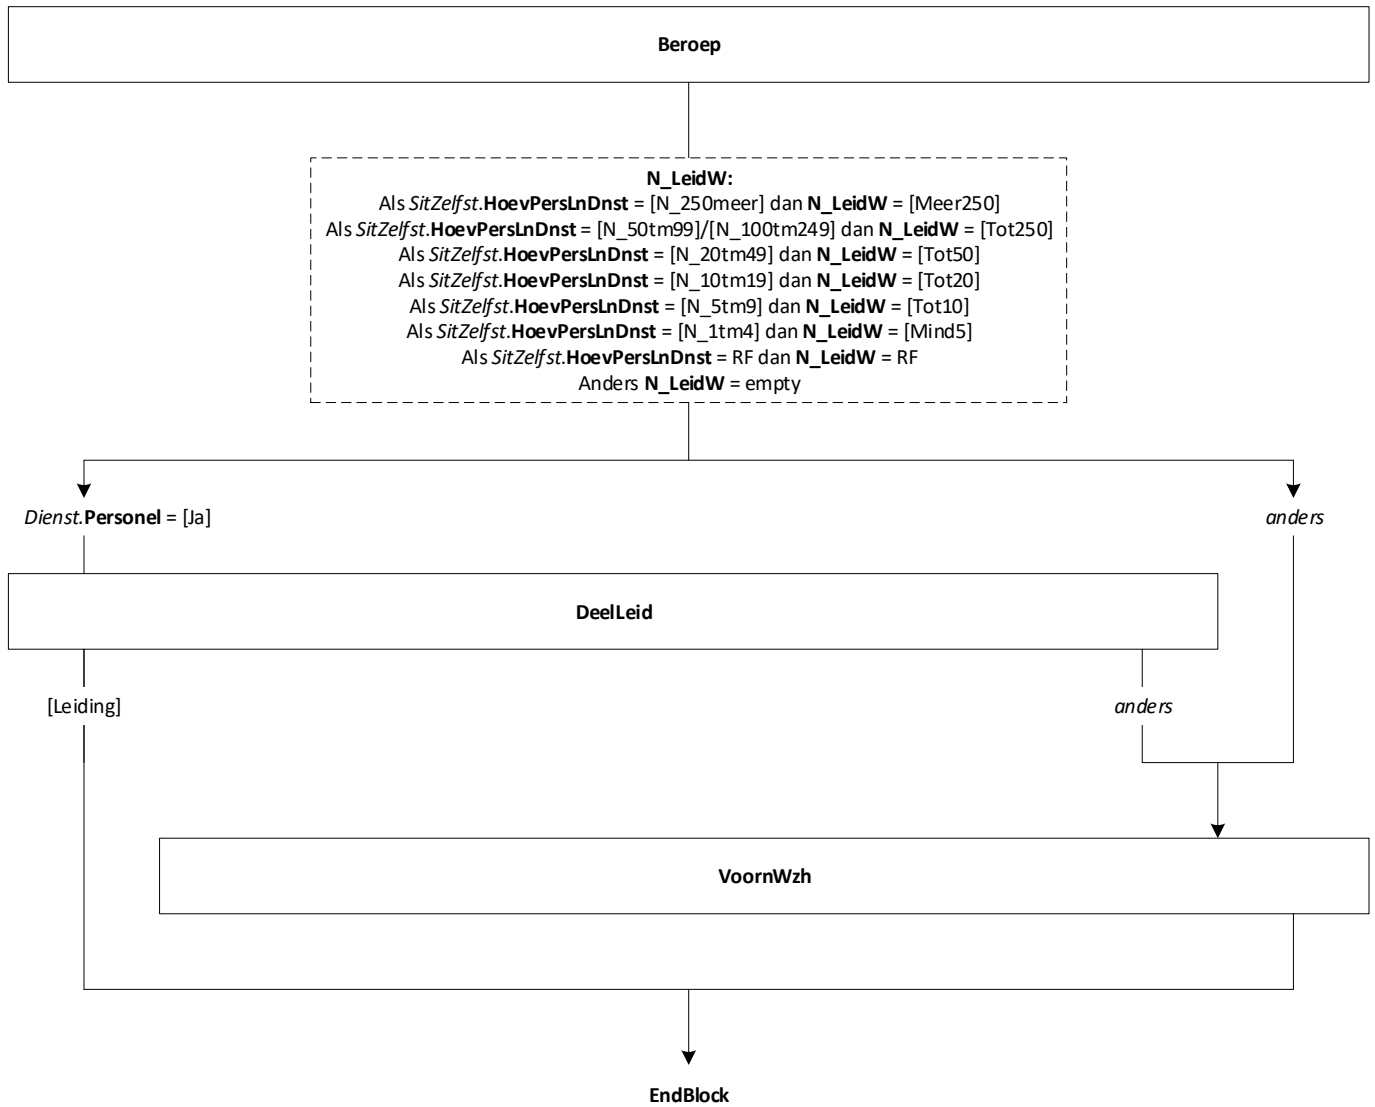 Beroep
N_LeidW:
Als SitZelfst.HoevPersLnDnst = [N_250meer] dan N_LeidW = [Meer250]
Als SitZelfst.HoevPersLnDnst = [N_50tm99]/[N_100tm249] dan N_LeidW = [Tot250]
Als SitZelfst.HoevPersLnDnst = [N_20tm49] dan N_LeidW = [Tot50]
Als SitZelfst.HoevPersLnDnst = [N_10tm19] dan N_LeidW = [Tot20]
Als SitZelfst.HoevPersLnDnst = [N_5tm9] dan N_LeidW = [Tot10]
Als SitZelfst.HoevPersLnDnst = [N_1tm4] dan N_LeidW = [Mind5]
Als SitZelfst.HoevPersLnDnst = RF dan N_LeidW = RF
Anders N_LeidW = empty
Dienst.Personel = [Ja]
anders
DeelLeid
[Leiding]
anders
VoornWzh
EndBlock